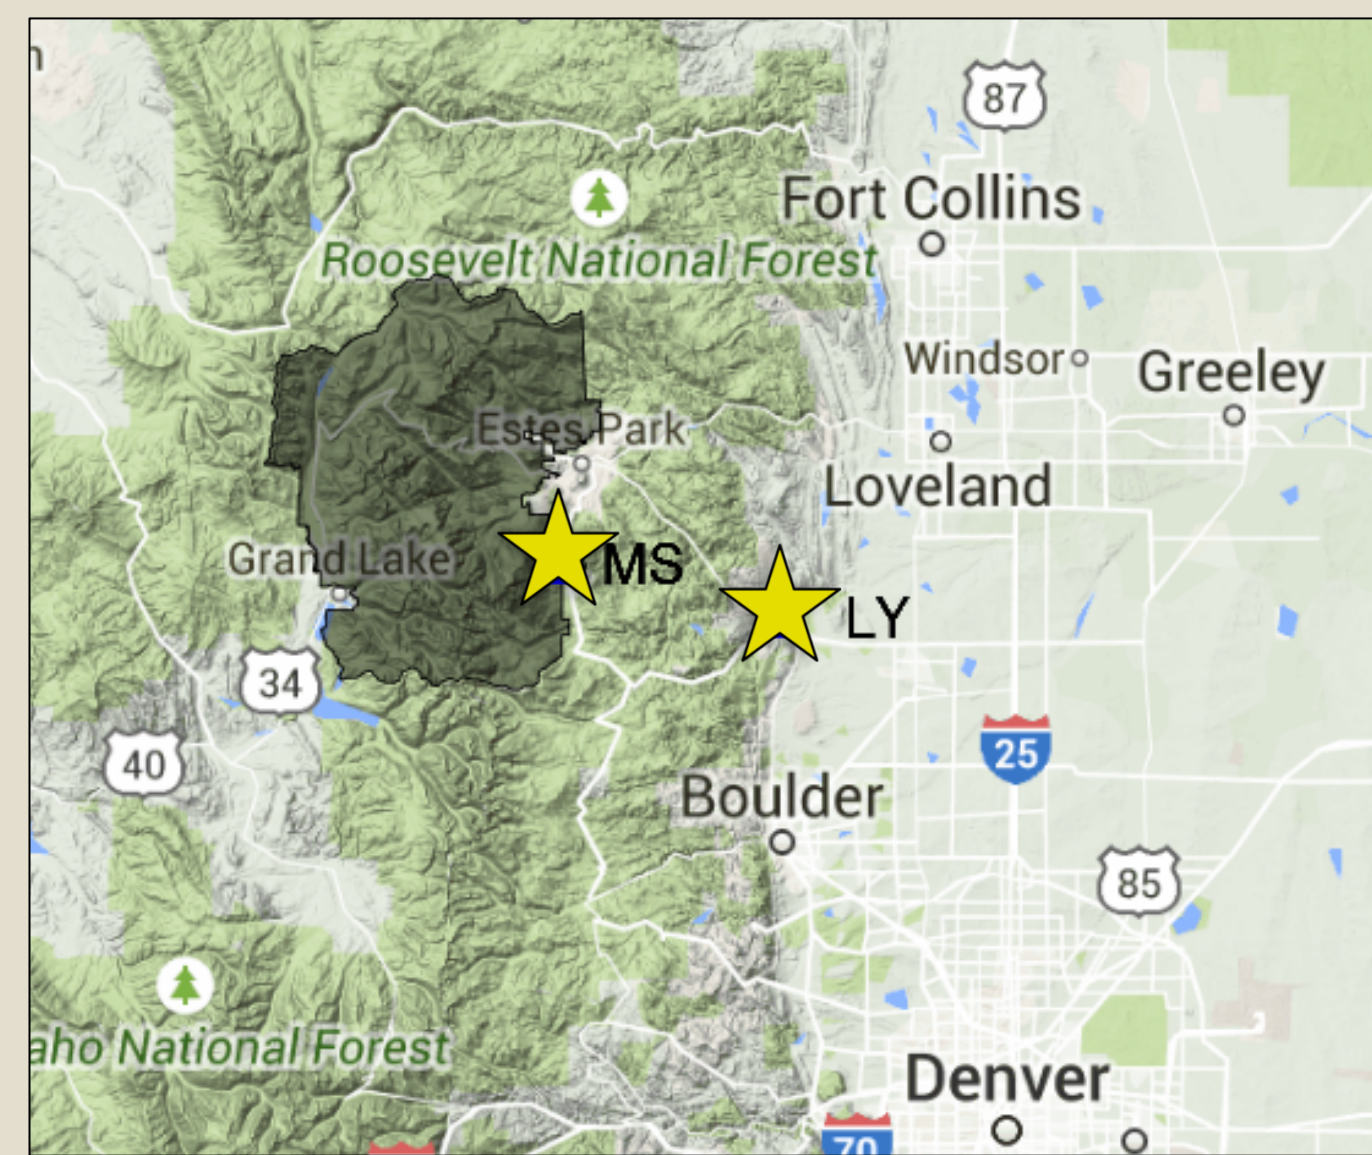 n
87
Fort Collins
Roosevelt National Forest
Windsor
Greeley
Estes Park
Loveland
Grand Lake
MS
LY
34
40
25
Boulder
85
aho National Forest
Denver
70